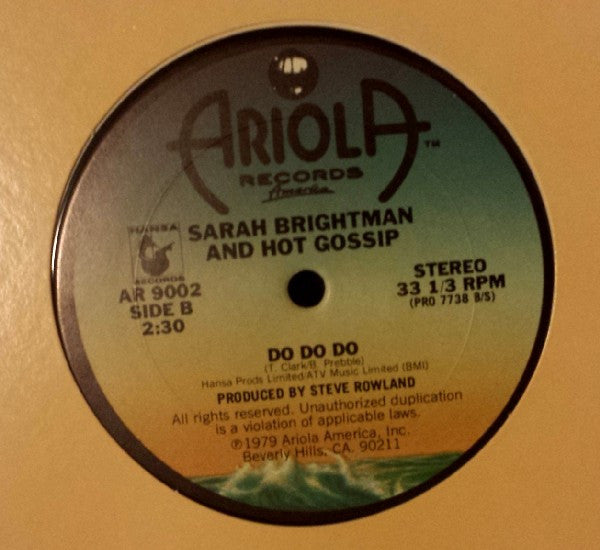 ARIOLA™
RECORDS
America
SARAH BRIGHTMAN
AND HOT GOSSIP
HANSA
RECORDS
AR 9002
SIDE B
2:30
STEREO
33 1/3 RPM
(PRO 7738 B/S)
DO DO DO
(T. Clark/B. Prebble)
Hansa Prods Limited/ATV Music Limited (BMI)
PRODUCED BY STEVE ROWLAND
All rights reserved. Unauthorized duplication
is a violation of applicable laws.
℗1979 Ariola America, Inc.
Beverly Hills, CA. 90211